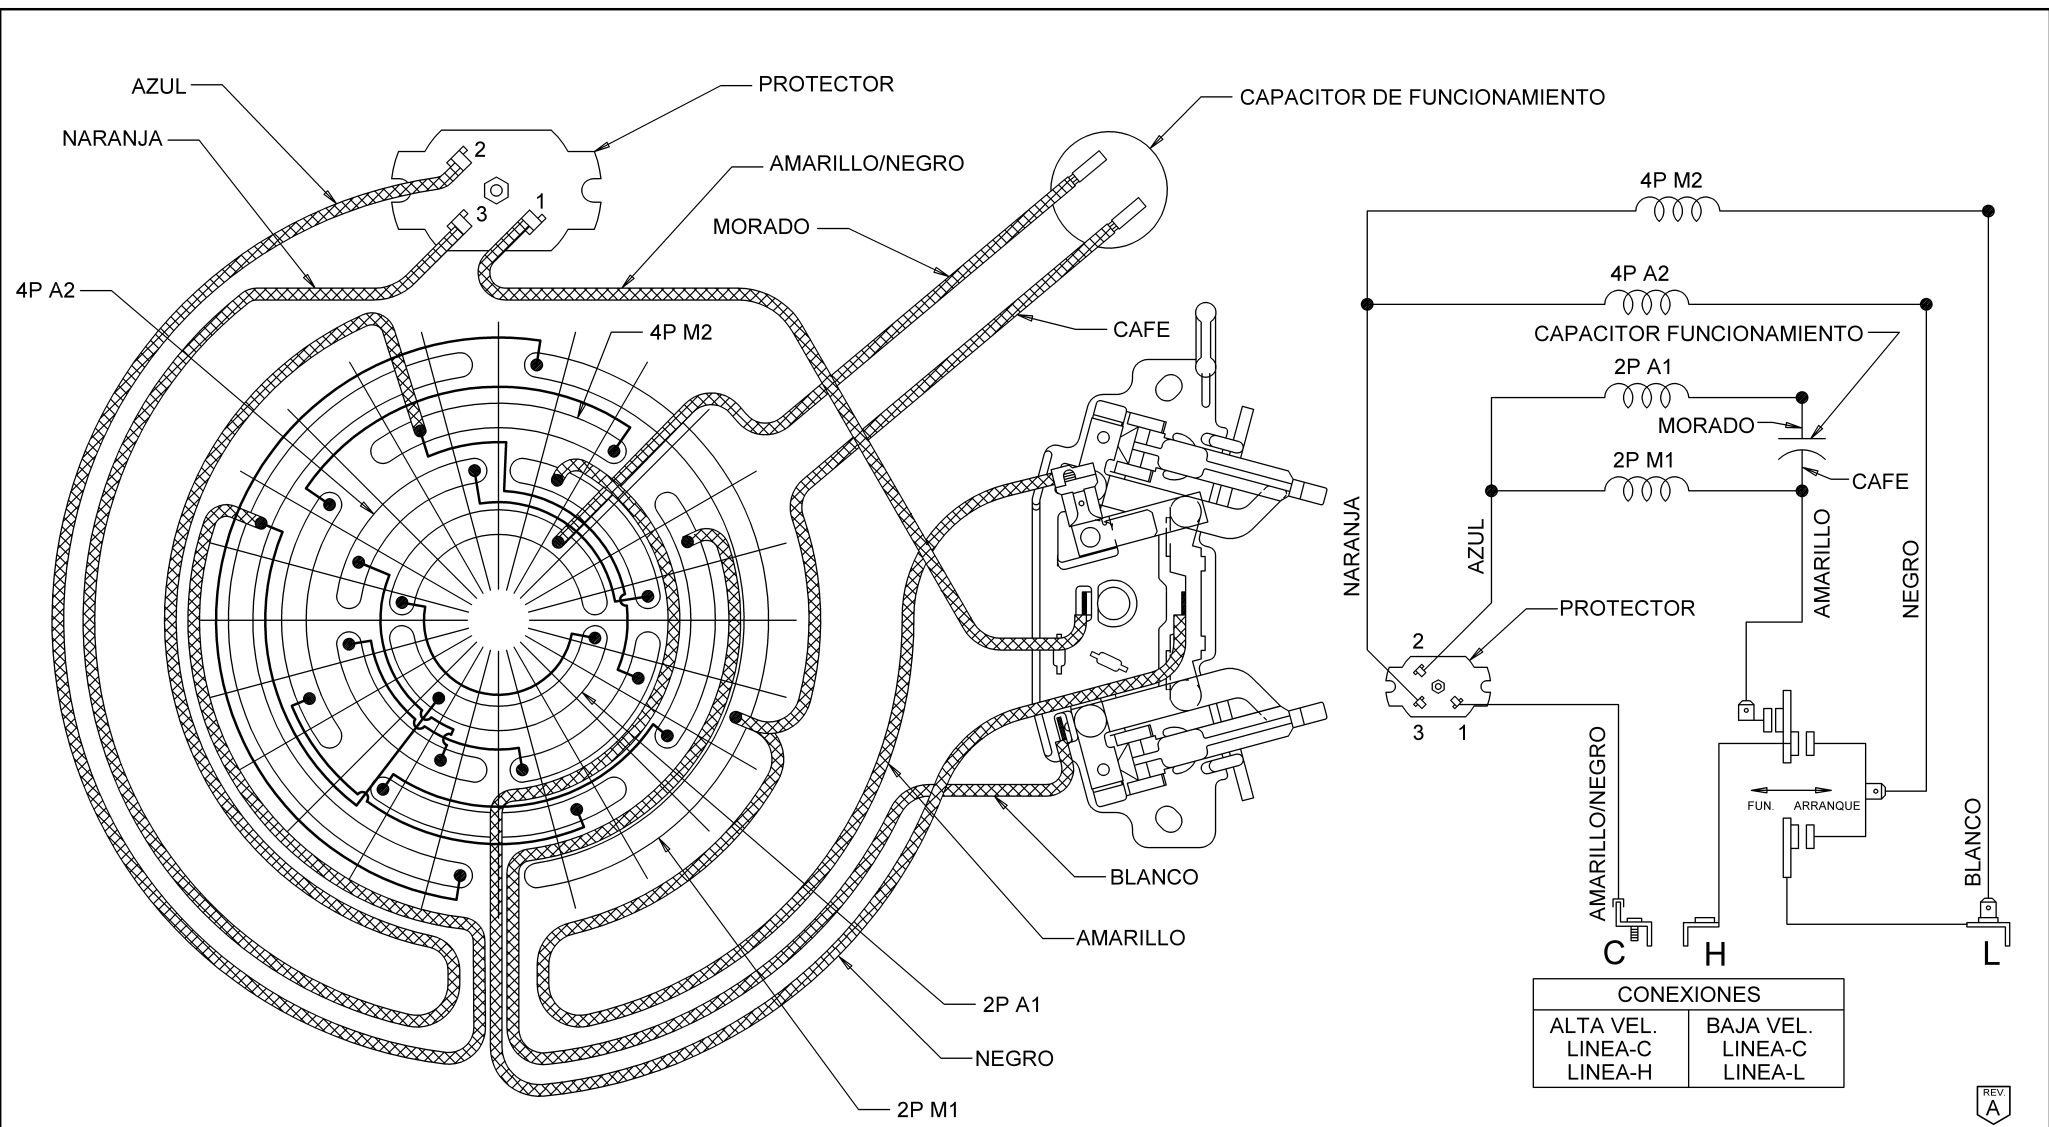 AZUL
PROTECTOR
CAPACITOR DE FUNCIONAMIENTO
NARANJA
2
AMARILLO/NEGRO
1
3
MORADO
4P A2
4P M2
CAFE
BLANCO
AMARILLO
2P A1
NEGRO
2P M1
4P M2
4P A2
CAPACITOR FUNCIONAMIENTO
2P A1
MORADO
2P M1
CAFE
NARANJA
AZUL
AMARILLO
NEGRO
PROTECTOR
2
3
1
AMARILLO/NEGRO
FUN.
ARRANQUE
BLANCO
C
H
L
CONEXIONES
ALTA VEL.
LINEA-C
LINEA-H
BAJA VEL.
LINEA-C
LINEA-L
REV.
A